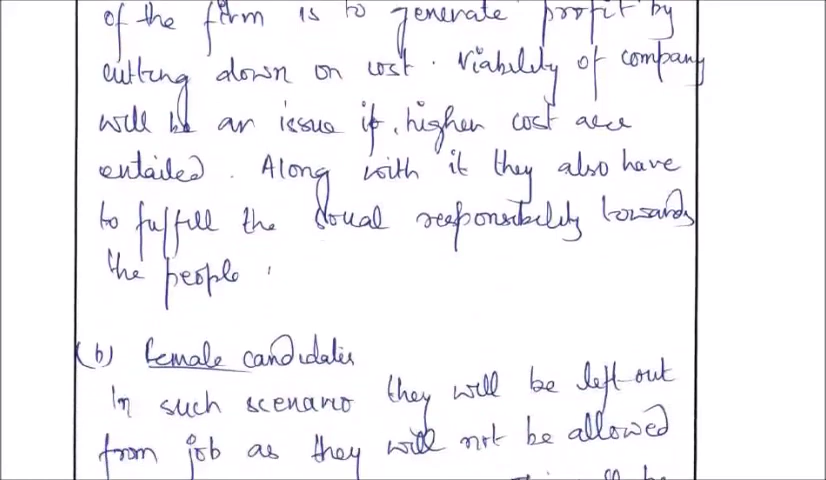 of the firm is to generate profit by
cutting down on cost. Viability of company
will be an issue if higher cost are
entailed. Along with it they also have
to fulfill the soual responsibility towards
the people.
(b) Female candidates
In such scenario they will be left out
from job as they will not be allowed